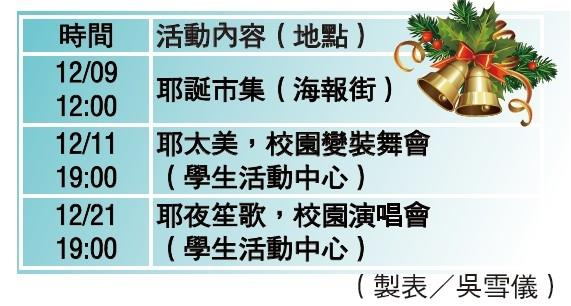 時間 活動內容（地點）
12/09
12:00
耶誕市集（海報街）
12/11
19:00
耶太美，校園變裝舞會
（學生活動中心）
12/21
19:00
耶夜笙歌，校園演唱會
（學生活動中心）
（製表／吳雪儀）